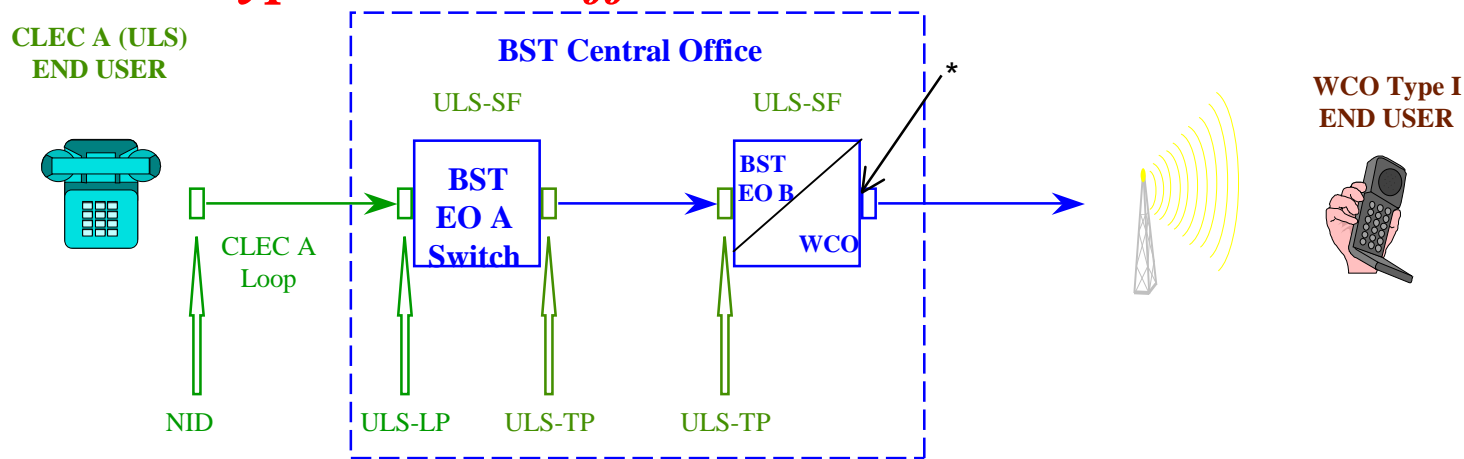 CLEC A (ULS)
END USER
BST Central Office
*
ULS-SF
ULS-SF
WCO Type I
END USER
BST
EO A
Switch
BST
EO B
WCO
CLEC A
Loop
NID
ULS-LP
ULS-TP
ULS-TP